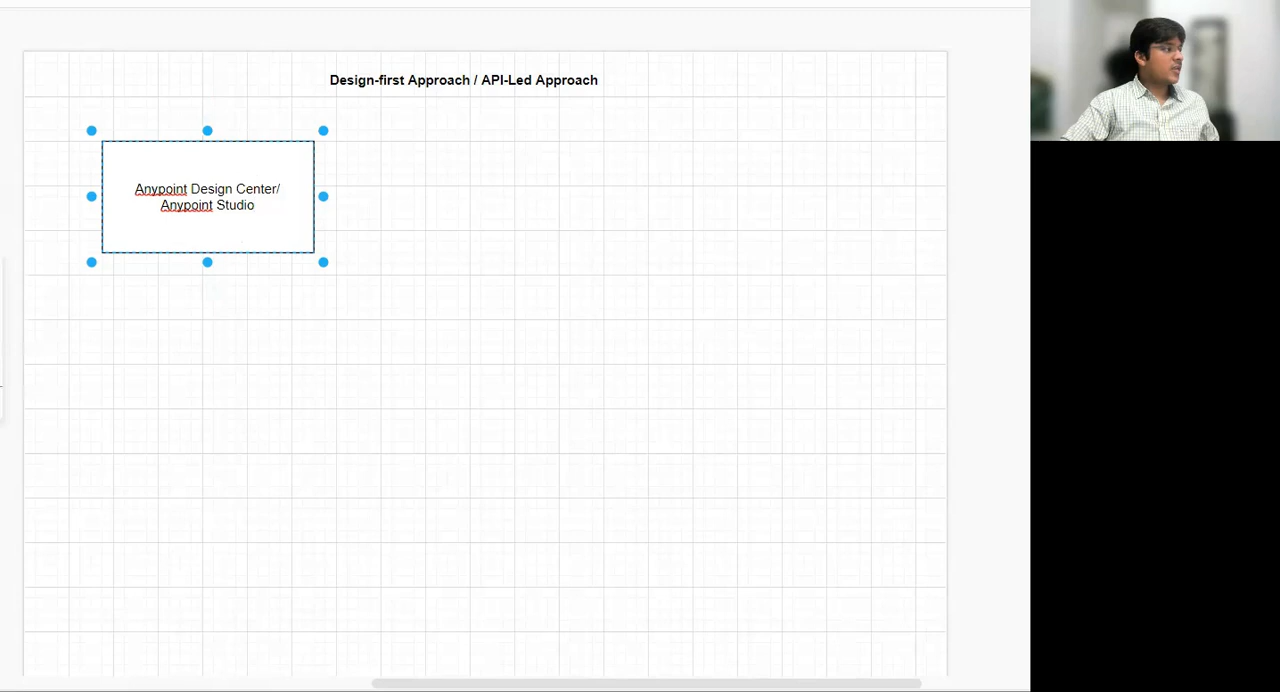 Design-first Approach / API-Led Approach
Anypoint Design Center/
Anypoint Studio